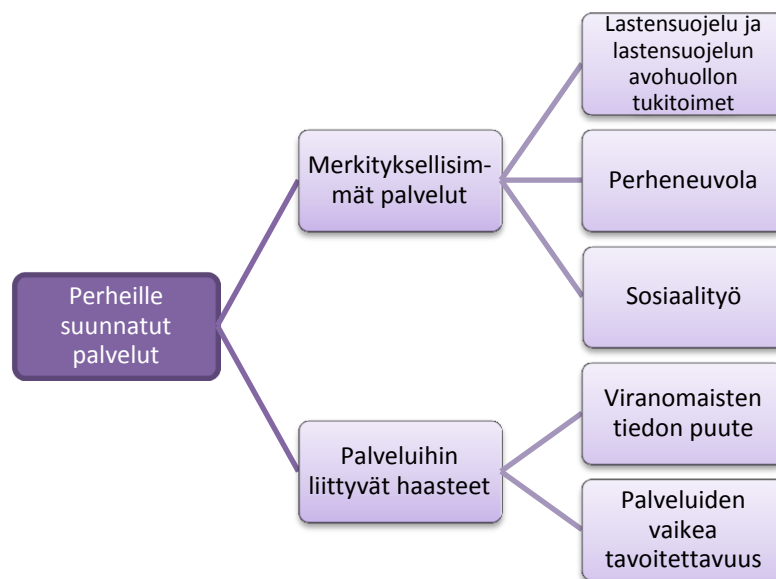 Perheille
suunnatut
palvelut
Merkityksellisim-
mät palvelut
Lastensuojelu ja
lastensuojelun
avohuollon
tukitoimet
Perheneuvola
Sosiaalityö
Palveluihin
liittyvät haasteet
Viranomaisten
tiedon puute
Palveluiden
vaikea
tavoitettavuus